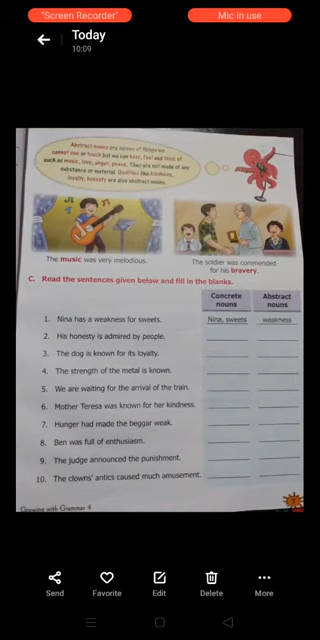 "Screen Recorder"
Mic in use
Today
10:09
Abstract nouns are names of things we
cannot see or touch but we can hear, feel and think of
such as music, love, anger, peace. They are not made of any
substance or material. Qualities like kindness,
loyalty, honesty are also abstract nouns.
The music was very melodious.
The soldier was commended
for his bravery.
C. Read the sentences given below and fill in the blanks.
Concrete nouns
Abstract nouns
1. Nina has a weakness for sweets.
Nina, sweets
weakness
2. His honesty is admired by people.
3. The dog is known for its loyalty.
4. The strength of the metal is known.
5. We are waiting for the arrival of the train.
6. Mother Teresa was known for her kindness.
7. Hunger had made the beggar weak.
8. Ben was full of enthusiasm.
9. The judge announced the punishment.
10. The clowns' antics caused much amusement.
Growing with Grammar 4
Send
Favorite
Edit
Delete
More